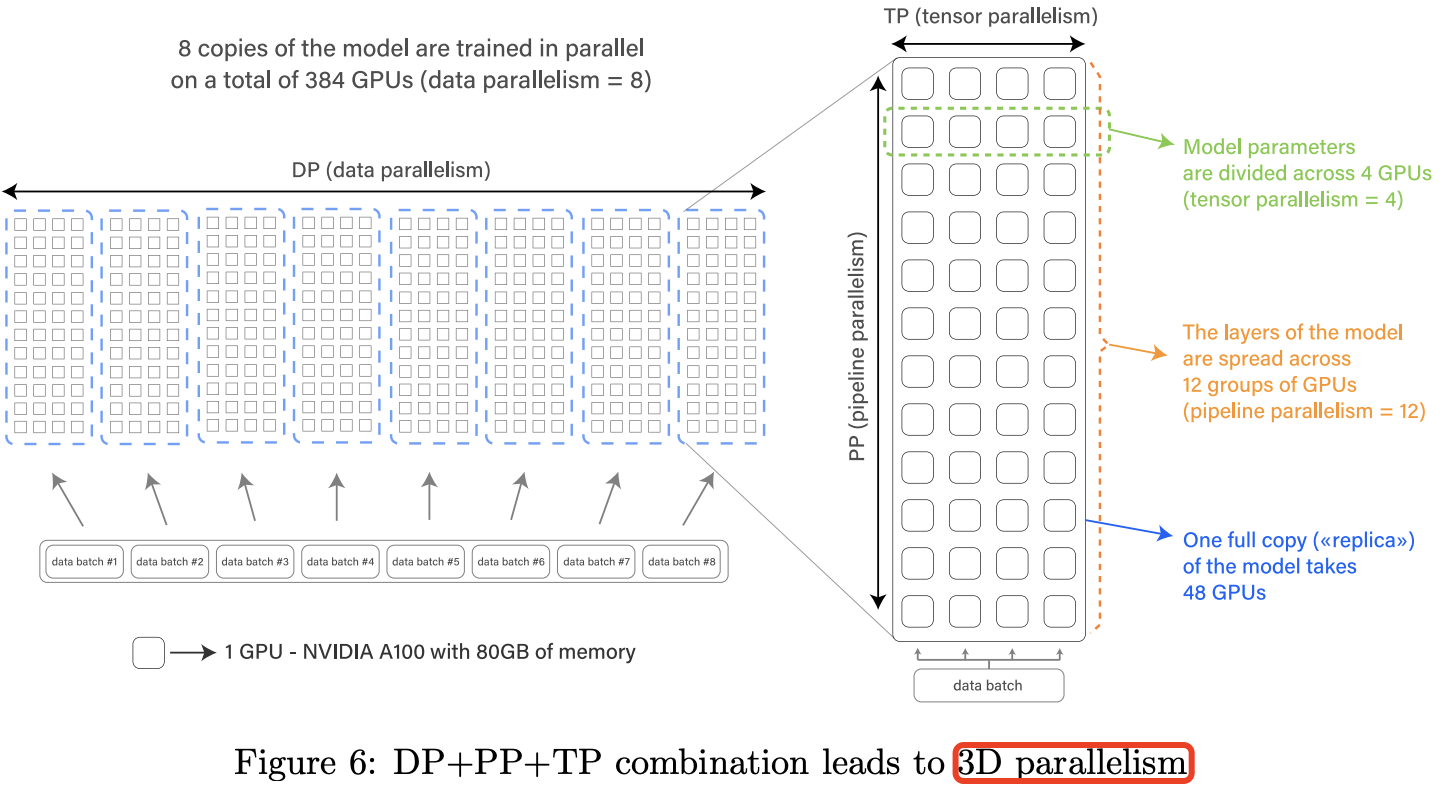 8 copies of the model are trained in parallel
on a total of 384 GPUs (data parallelism = 8)
DP (data parallelism)
data batch #1
data batch #2
data batch #3
data batch #4
data batch #5
data batch #6
data batch #7
data batch #8
1 GPU - NVIDIA A100 with 80GB of memory
TP (tensor parallelism)
PP (pipeline parallelism)
data batch
Model parameters
are divided across 4 GPUs
(tensor parallelism = 4)
The layers of the model
are spread across
12 groups of GPUs
(pipeline parallelism = 12)
One full copy («replica»)
of the model takes
48 GPUs
Figure 6: DP+PP+TP combination leads to 3D parallelism